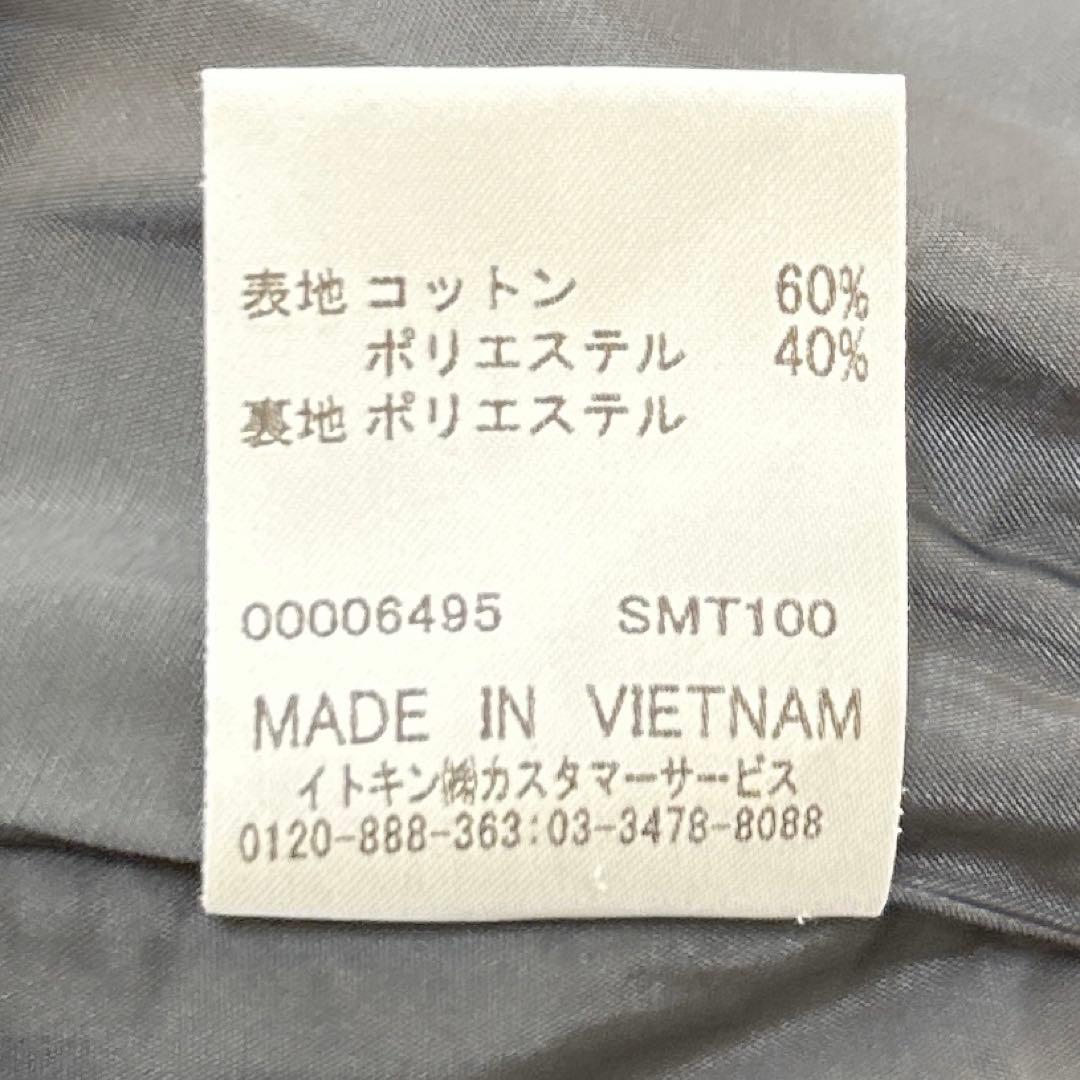 表地 コットン 60%
ポリエステル 40%
裏地 ポリエステル
00006495 SMT100
MADE IN VIETNAM
イトキン㈱カスタマーサービス
0120-888-363:03-3478-8088